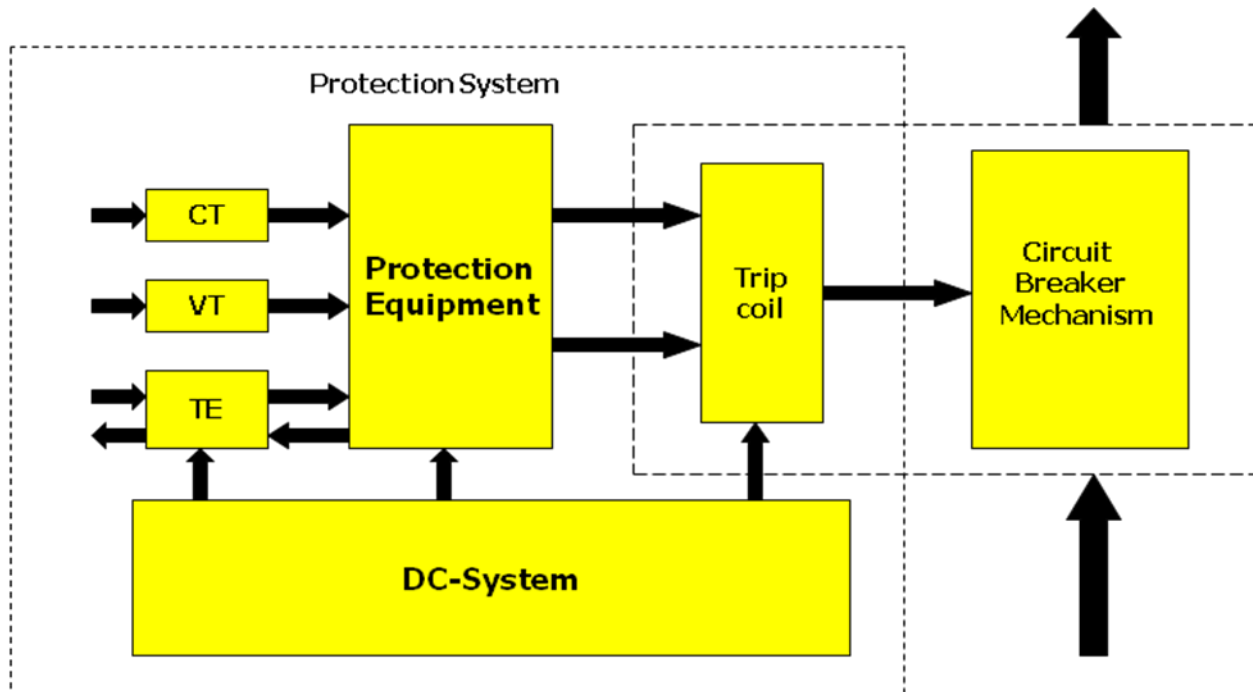 Protection System
CT
VT
TE
Protection
Equipment
Trip
coil
Circuit
Breaker
Mechanism
DC-System